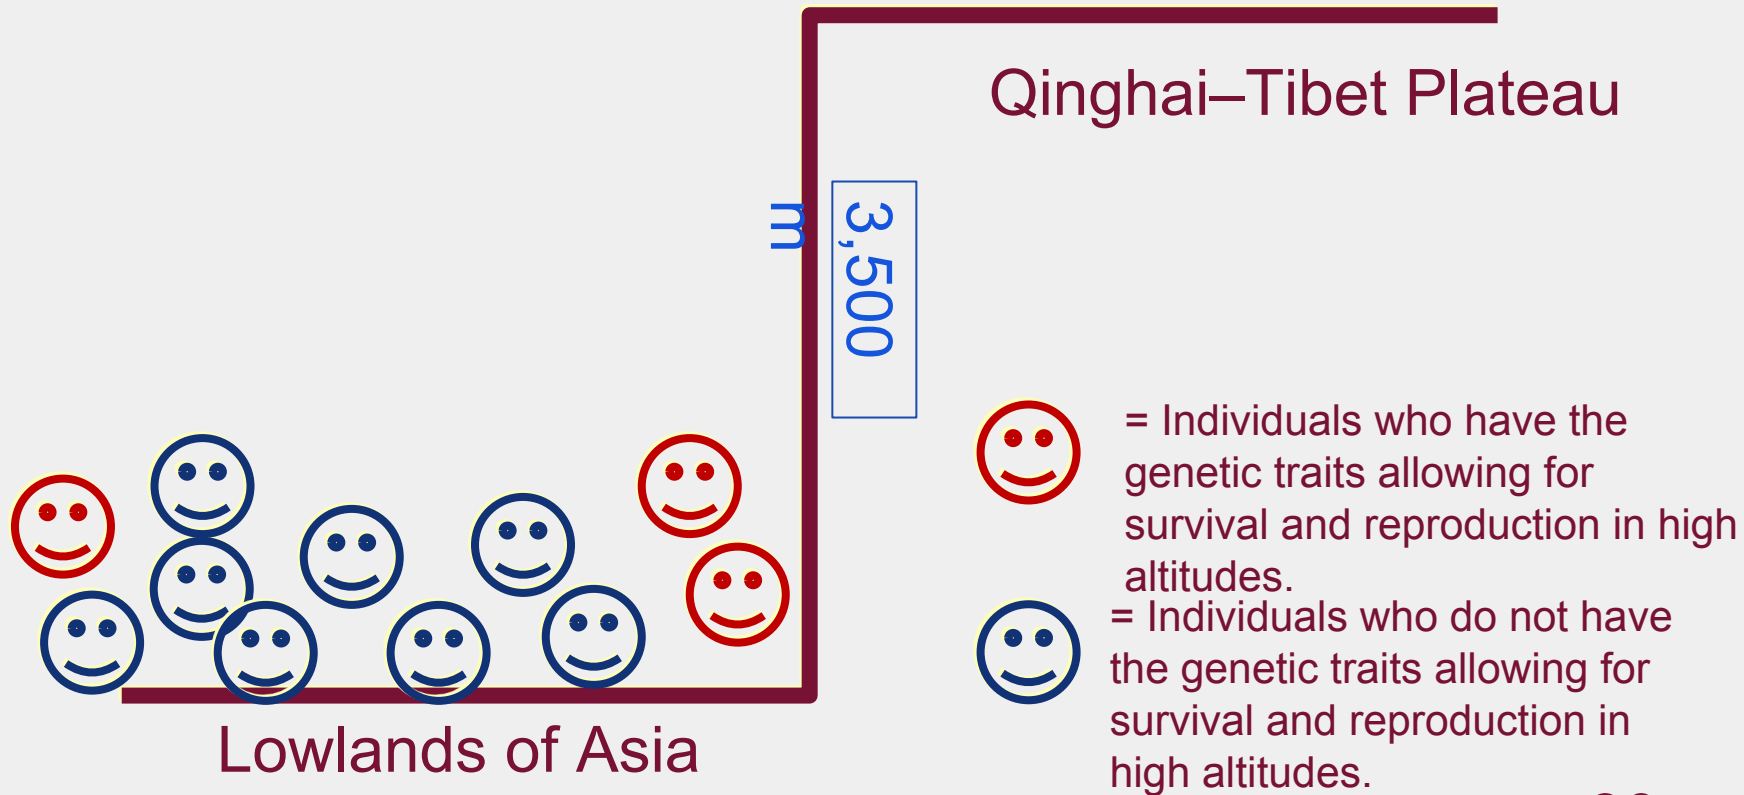 Qinghai–Tibet Plateau
3,500
m
= Individuals who have the
genetic traits allowing for
survival and reproduction in high
altitudes.
= Individuals who do not have
the genetic traits allowing for
survival and reproduction in
high altitudes.
Lowlands of Asia